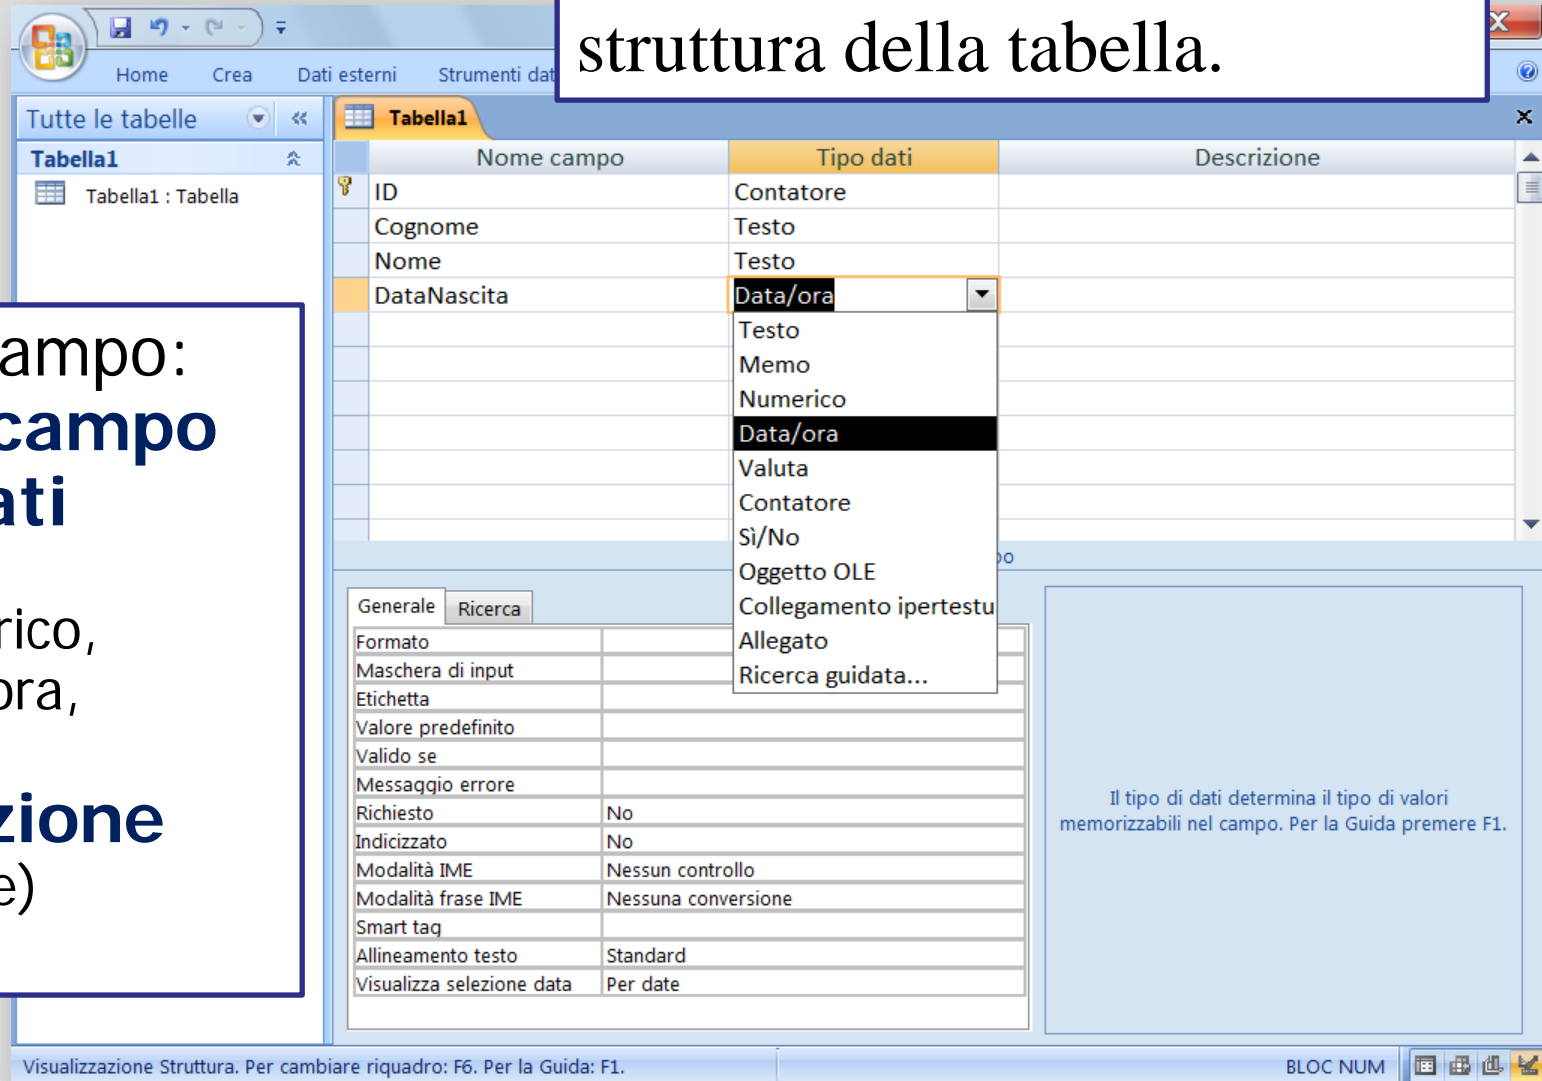 struttura della tabella.
Home Crea Dati esterni Strumenti dat
Tutte le tabelle
Tabella1
Tabella1 : Tabella
Tabella1
Nome campo Tipo dati Descrizione
ID Contatore
Cognome Testo
Nome Testo
DataNascita Data/ora
Testo
Memo
Numerico
Data/ora
Valuta
Contatore
Sì/No
Oggetto OLE
Collegamento ipertestu
Allegato
Ricerca guidata...
po
ampo:
campo
ati
rico,
ora,
zione
e)
Generale Ricerca
Formato
Maschera di input
Etichetta
Valore predefinito
Valido se
Messaggio errore
Richiesto No
Indicizzato No
Modalità IME Nessun controllo
Modalità frase IME Nessuna conversione
Smart tag
Allineamento testo Standard
Visualizza selezione data Per date
Il tipo di dati determina il tipo di valori
memorizzabili nel campo. Per la Guida premere F1.
Visualizzazione Struttura. Per cambiare riquadro: F6. Per la Guida: F1. BLOC NUM